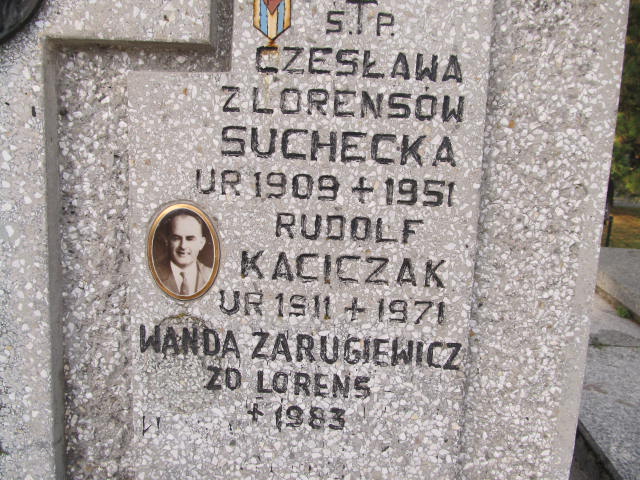 Ś.†P.
CZESŁAWA
Z LORENSÓW
SUCHECKA
UR 1909 + 1951
RUDOLF
KACICZAK
UR 1911 + 1971
WANDA ZARUGIEWICZ
ZD LORENS
+ 1983